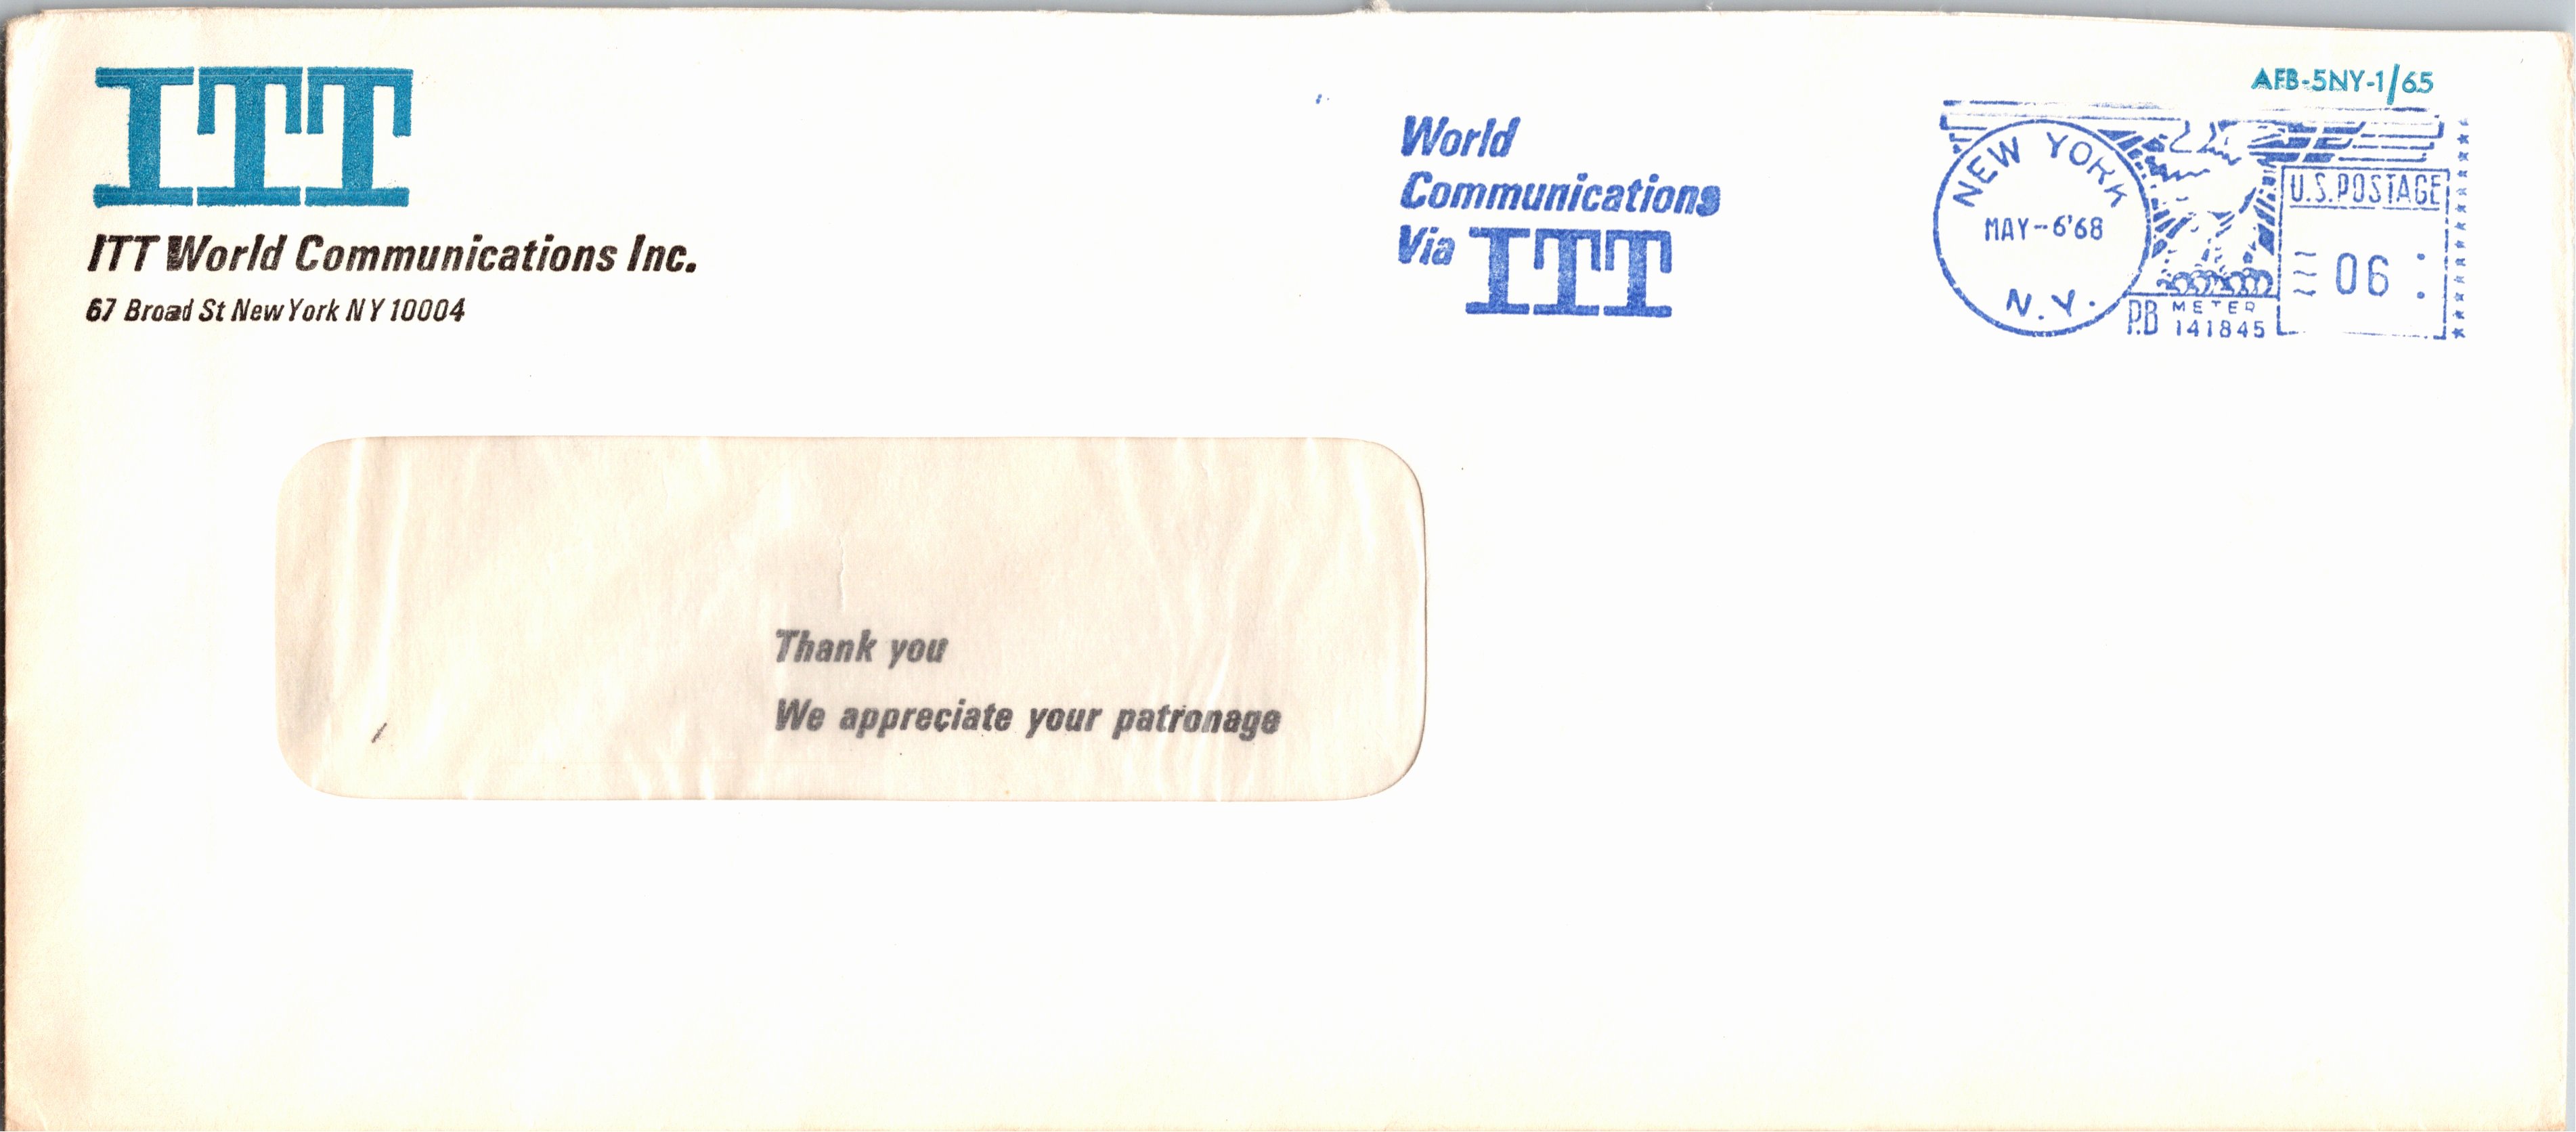 ITT
ITT World Communications Inc.
67 Broad St New York NY 10004
World
Communications
Via ITT
AFB-5NY-1/65
NEW YORK
MAY-6'68
N.Y.
U.S.POSTAGE
06
P.B METER
141845
Thank you
We appreciate your patronage